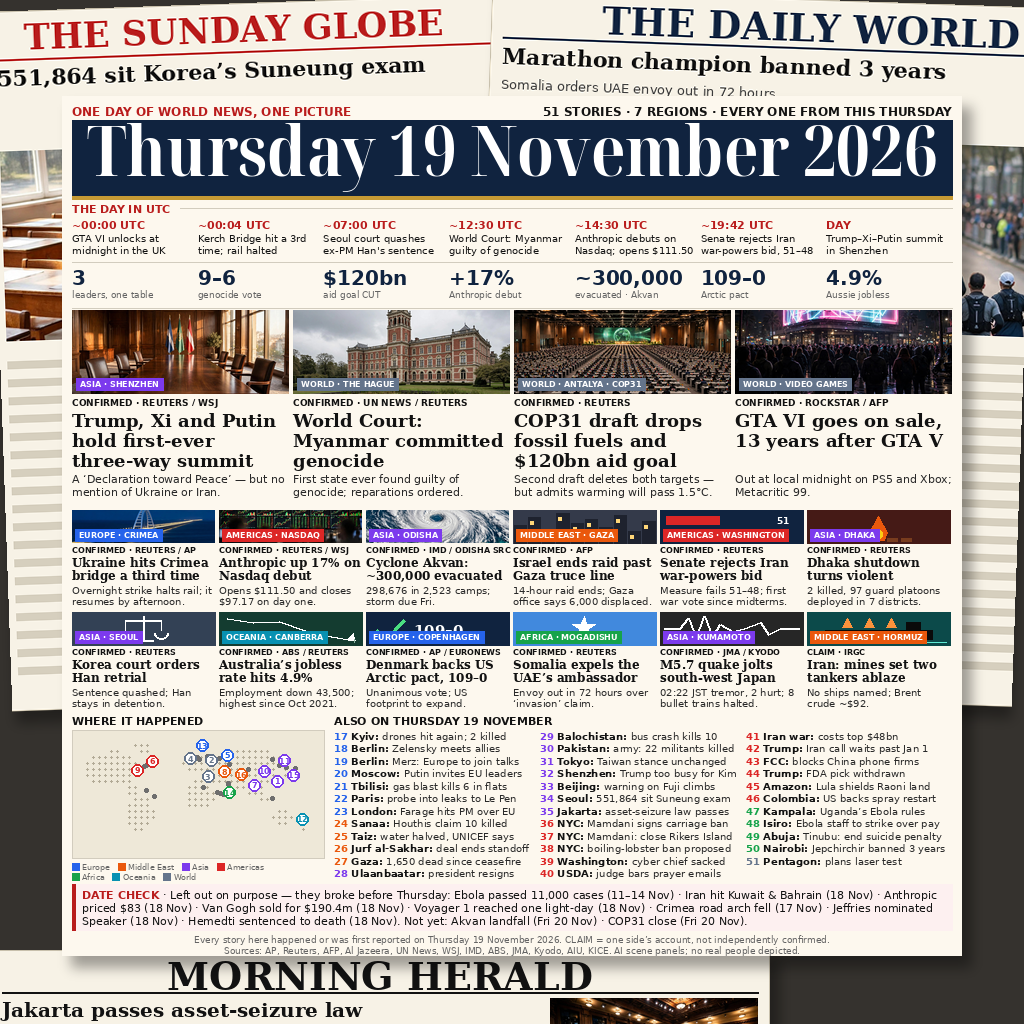 THE SUNDAY GLOBE
551,864 sit Korea’s Suneung exam
THE DAILY WORLD
Marathon champion banned 3 years
Somalia orders UAE envoy out in 72 hours
ONE DAY OF WORLD NEWS, ONE PICTURE
51 STORIES · 7 REGIONS · EVERY ONE FROM THIS THURSDAY
Thursday 19 November 2026
THE DAY IN UTC
~00:00 UTC
GTA VI unlocks at
midnight in the UK
~00:04 UTC
Kerch Bridge hit a 3rd
time; rail halted
~07:00 UTC
Seoul court quashes
ex-PM Han's sentence
~12:30 UTC
World Court: Myanmar
guilty of genocide
~14:30 UTC
Anthropic debuts on
Nasdaq; opens $111.50
~19:42 UTC
Senate rejects Iran
war-powers bid, 51–48
DAY
Trump–Xi–Putin summit
in Shenzhen
3
leaders, one table
9–6
genocide vote
$120bn
aid goal CUT
+17%
Anthropic debut
~300,000
evacuated · Akvan
109–0
Arctic pact
4.9%
Aussie jobless
ASIA · SHENZHEN
CONFIRMED · REUTERS / WSJ
Trump, Xi and Putin
hold first-ever
three-way summit
A ‘Declaration toward Peace’ — but no
mention of Ukraine or Iran.
WORLD · THE HAGUE
CONFIRMED · UN NEWS / REUTERS
World Court:
Myanmar committed
genocide
First state ever found guilty of
genocide; reparations ordered.
WORLD · ANTALYA · COP31
CONFIRMED · REUTERS
COP31 draft drops
fossil fuels and
$120bn aid goal
Second draft deletes both targets —
but admits warming will pass 1.5°C.
WORLD · VIDEO GAMES
CONFIRMED · ROCKSTAR / AFP
GTA VI goes on sale,
13 years after GTA V
Out at local midnight on PS5 and Xbox;
Metacritic 99.
EUROPE · CRIMEA
CONFIRMED · REUTERS / AP
Ukraine hits Crimea
bridge a third time
Overnight strike halts rail; it
resumes by afternoon.
AMERICAS · NASDAQ
CONFIRMED · REUTERS / WSJ
Anthropic up 17% on
Nasdaq debut
Opens $111.50 and closes
$97.17 on day one.
ASIA · ODISHA
CONFIRMED · IMD / ODISHA SRC
Cyclone Akvan:
~300,000 evacuated
298,676 in 2,523 camps;
storm due Fri.
MIDDLE EAST · GAZA
CONFIRMED · AFP
Israel ends raid past
Gaza truce line
14-hour raid ends; Gaza
office says 6,000 displaced.
51
AMERICAS · WASHINGTON
CONFIRMED · REUTERS
Senate rejects Iran
war-powers bid
Measure fails 51–48; first
war vote since midterms.
ASIA · DHAKA
CONFIRMED · REUTERS
Dhaka shutdown
turns violent
2 killed, 97 guard platoons
deployed in 7 districts.
ASIA · SEOUL
CONFIRMED · REUTERS
Korea court orders
Han retrial
Sentence quashed; Han
stays in detention.
OCEANIA · CANBERRA
CONFIRMED · ABS / REUTERS
Australia’s jobless
rate hits 4.9%
Employment down 43,500;
highest since Oct 2021.
109–0
EUROPE · COPENHAGEN
CONFIRMED · AP / EURONEWS
Denmark backs US
Arctic pact, 109–0
Unanimous vote; US
footprint to expand.
AFRICA · MOGADISHU
CONFIRMED · REUTERS
Somalia expels the
UAE’s ambassador
Envoy out in 72 hours over
‘invasion’ claim.
ASIA · KUMAMOTO
CONFIRMED · JMA / KYODO
M5.7 quake jolts
south-west Japan
02:22 JST tremor, 2 hurt; 8
bullet trains halted.
MIDDLE EAST · HORMUZ
CLAIM · IRGC
Iran: mines set two
tankers ablaze
No ships named; Brent
crude ~$92.
WHERE IT HAPPENED
13
4
2
5
6
9
3
8
16
10
11
15
7
1
14
12
Europe
Middle East
Asia
Americas
Africa
Oceania
World
ALSO ON THURSDAY 19 NOVEMBER
17 Kyiv: drones hit again; 2 killed
18 Berlin: Zelensky meets allies
19 Berlin: Merz: Europe to join talks
20 Moscow: Putin invites EU leaders
21 Tbilisi: gas blast kills 6 in flats
22 Paris: probe into leaks to Le Pen
23 London: Farage hits PM over EU
24 Sanaa: Houthis claim 10 killed
25 Taiz: water halved, UNICEF says
26 Jurf al-Sakhar: deal ends standoff
27 Gaza: 1,650 dead since ceasefire
28 Ulaanbaatar: president resigns
29 Balochistan: bus crash kills 10
30 Pakistan: army: 22 militants killed
31 Tokyo: Taiwan stance unchanged
32 Shenzhen: Trump too busy for Kim
33 Beijing: warning on Fuji climbs
34 Seoul: 551,864 sit Suneung exam
35 Jakarta: asset-seizure law passes
36 NYC: Mamdani signs carriage ban
37 NYC: Mamdani: close Rikers Island
38 NYC: boiling-lobster ban proposed
39 Washington: cyber chief sacked
40 USDA: judge bars prayer emails
41 Iran war: costs top $48bn
42 Trump: Iran call waits past Jan 1
43 FCC: blocks China phone firms
44 Trump: FDA pick withdrawn
45 Amazon: Lula shields Raoni land
46 Colombia: US backs spray restart
47 Kampala: Uganda’s Ebola rules
48 Jiro: Ebola staff to strike over pay
49 Abuja: Tinubu: end suicide penalty
50 Nairobi: Jepchirchir banned 3 years
51 Pentagon: plans laser test
DATE CHECK · Left out on purpose — they broke before Thursday: Ebola passed 11,000 cases (11–14 Nov) · Iran hit Kuwait & Bahrain (18 Nov) · Anthropic
priced $83 (18 Nov) · Van Gogh sold for $190.4m (18 Nov) · Voyager 1 reached one light-day (18 Nov) · Crimea road arch fell (17 Nov) · Jeffries nominated
Speaker (18 Nov) · Hemedti sentenced to death (18 Nov). Not yet: Akvan landfall (Fri 20 Nov) · COP31 close (Fri 20 Nov).
Every story here happened or was first reported on Thursday 19 November 2026. CLAIM = one side’s account, not independently confirmed.
Sources: AP, Reuters, AFP, Al Jazeera, UN News, WSJ, IMD, ABS, JMA, Kyodo, AIU, KICE. AI scene panels; no real people depicted.
MORNING HERALD
Jakarta passes asset-seizure law